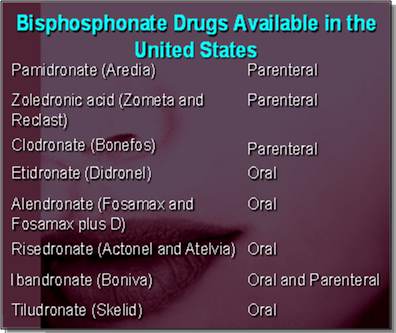 Bisphosphonate Drugs Available in the
United States
Pamidronate (Aredia) Parenteral
Zoledronic acid (Zometa and Parenteral
Reclast)
Clodronate (Bonefos) Parenteral
Etidronate (Didronel) Oral
Alendronate (Fosamax and Oral
Fosamax plus D)
Risedronate (Actonel and Atelvia) Oral
Ibandronate (Boniva) Oral and Parenteral
Tiludronate (Skelid) Oral